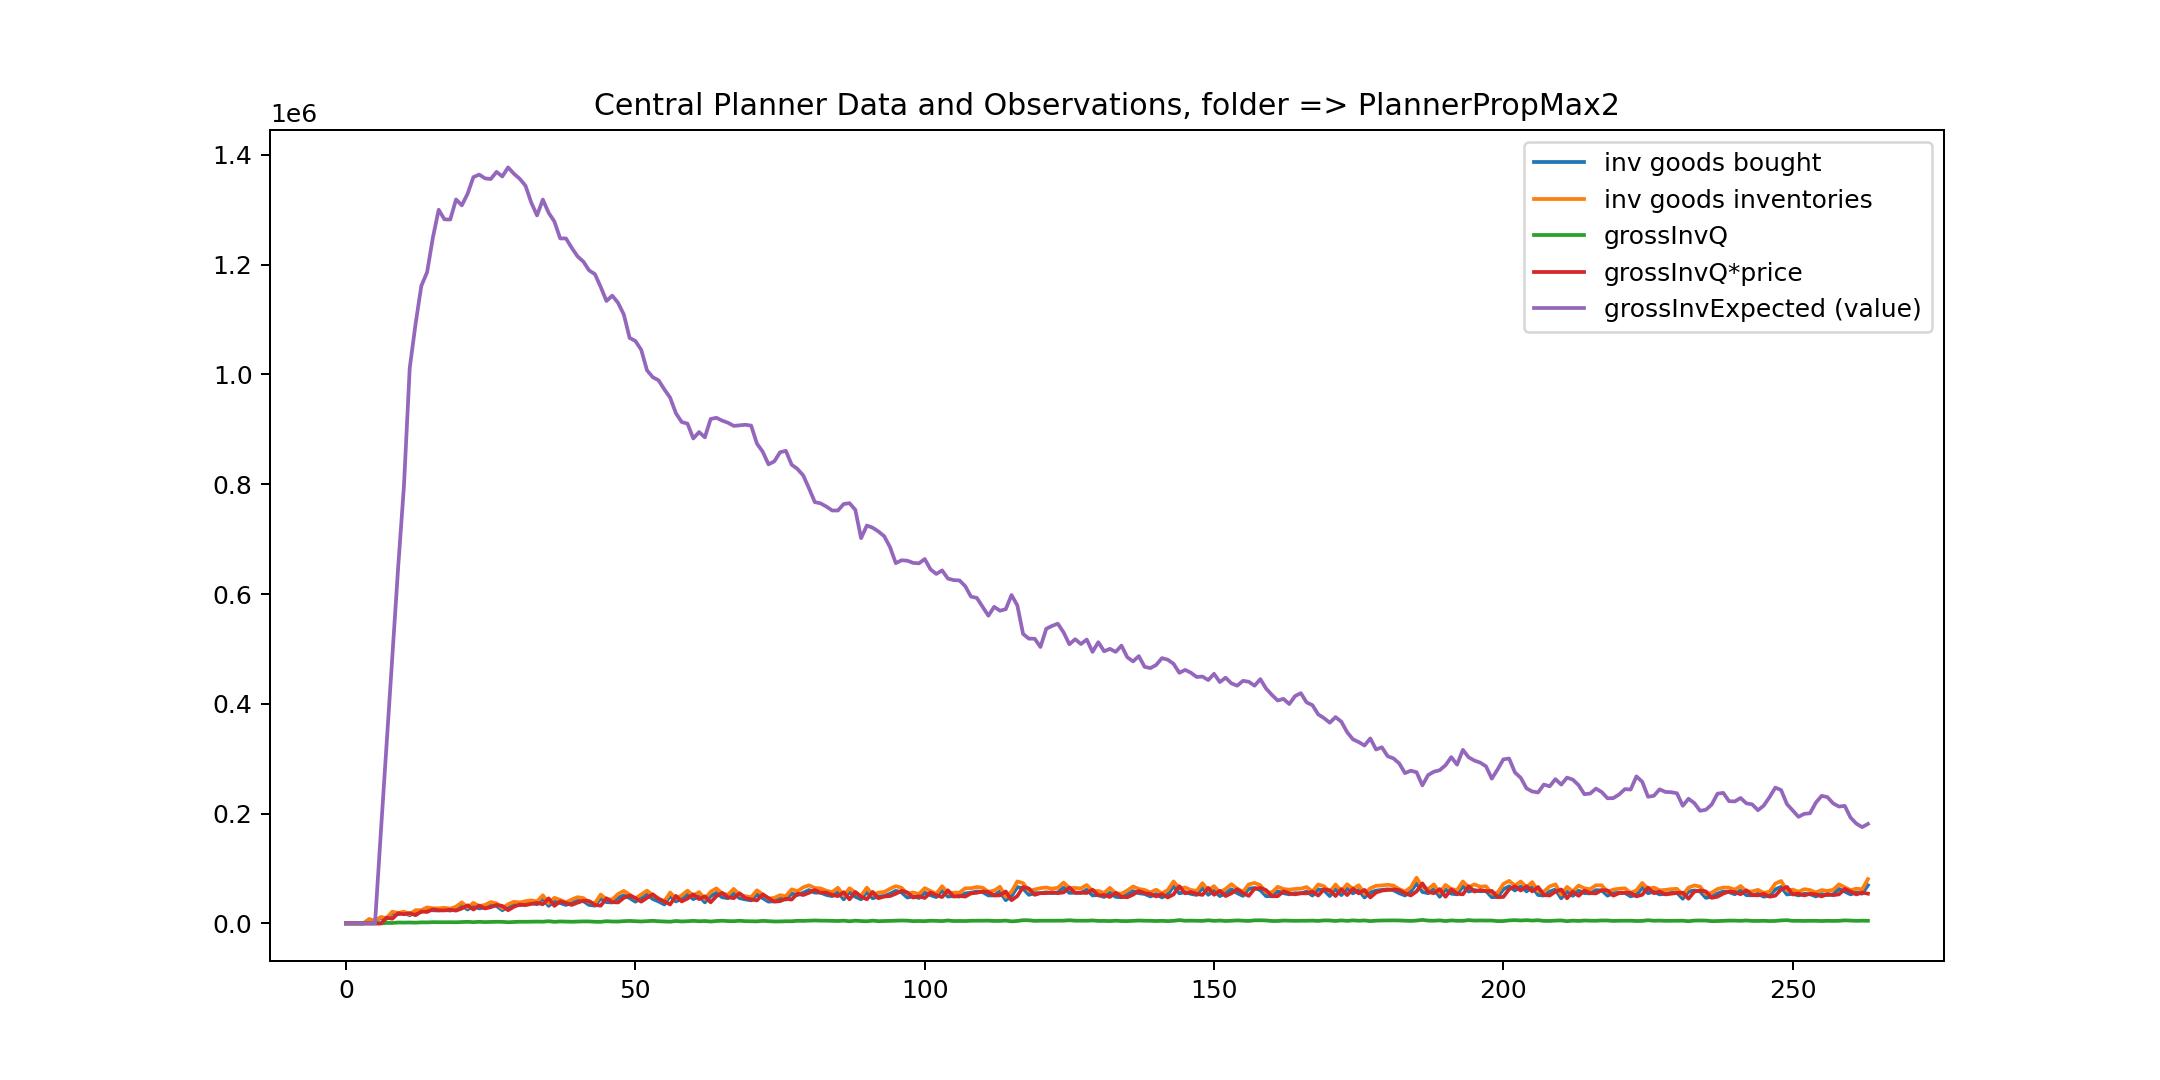 Central Planner Data and Observations, folder => PlannerPropMax2
1e6
1.4
1.2
1.0
0.8
0.6
0.4
0.2
0.0
inv goods bought
inv goods inventories
grossInvQ
grossInvQ*price
grossInvExpected (value)
0 50 100 150 200 250